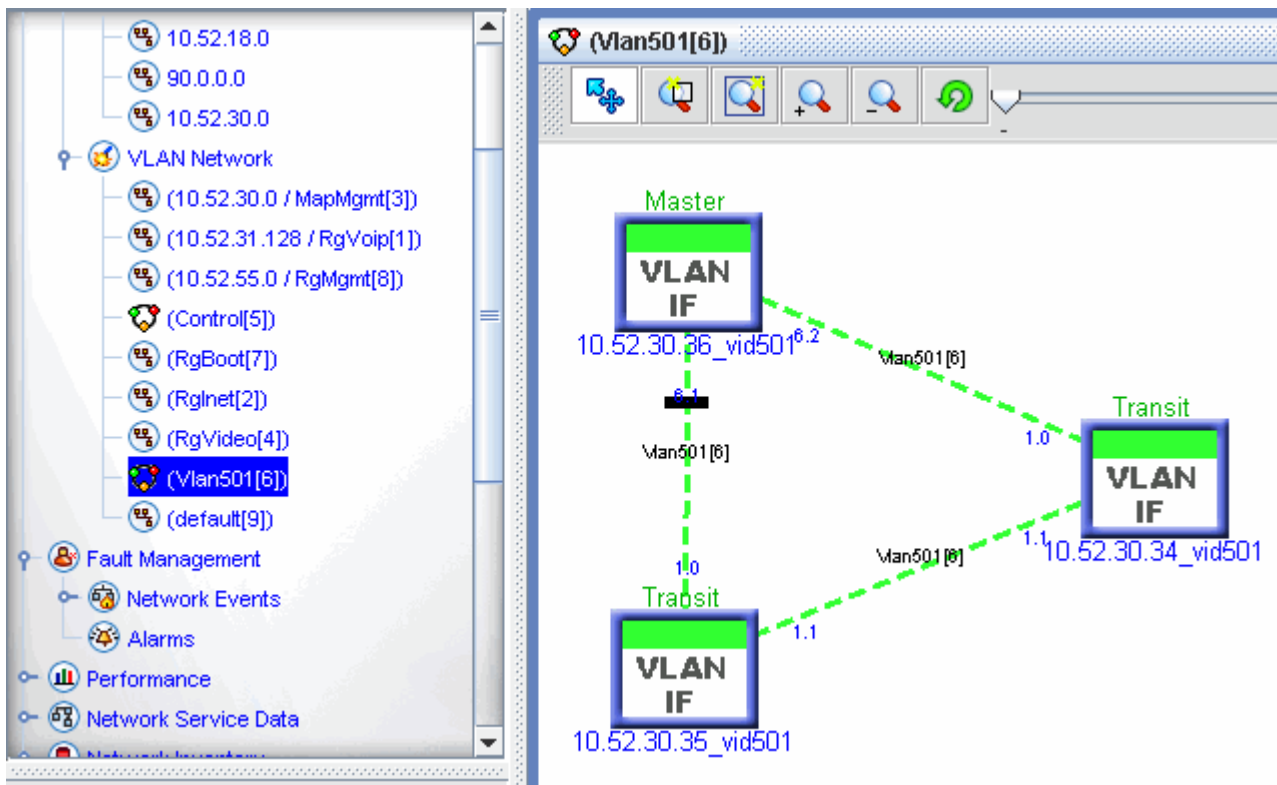 10.52.18.0
90.0.0.0
10.52.30.0
VLAN Network
(10.52.30.0 / MapMgmt[3])
(10.52.31.128 / RgVoip[1])
(10.52.55.0 / RgMgmt[8])
(Control[5])
(RgBoot[7])
(RgInet[2])
(RgVideo[4])
(Vlan501[6])
(default[9])
Fault Management
Network Events
Alarms
Performance
Network Service Data
Network Inventory
(Vlan501[6])
Master
VLAN
IF
10.52.30.36_vid501
6.2
Vlan501[6]
6.1
Vlan501[6]
Transit
1.0
VLAN
IF
1.1
10.52.30.34_vid501
Vlan501[6]
1.0
Transit
1.1
VLAN
IF
10.52.30.35_vid501